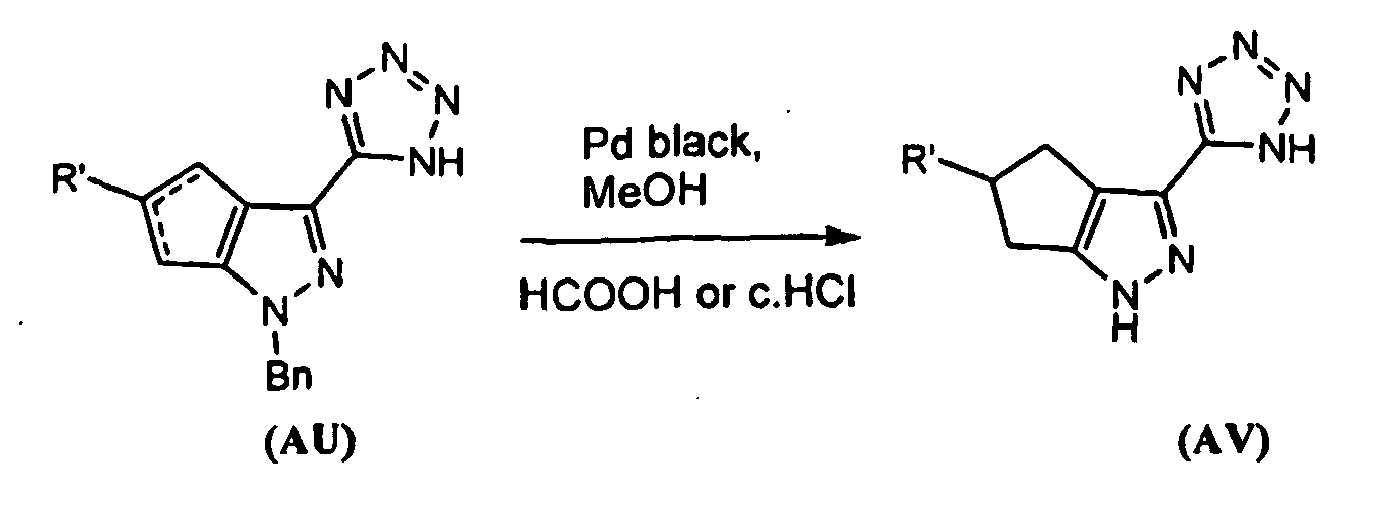 R'
N
N
N
NH
N
N
Bn
(AU)
Pd black,
MeOH
HCOOH or c.HCl
R'
N
N
N
NH
N
N
H
(AV)